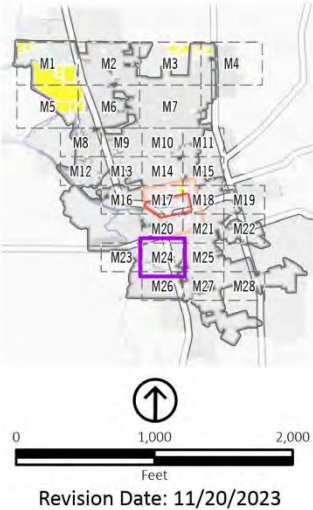 M1 M2 M3 M4
M5 M6 M7
M8 M9 M10 M11
M12 M13 M14 M15
M16 M17 M18 M19
M20 M21 M22
M23 M24 M25
M26 M27 M28
0 1,000 2,000
Feet
Revision Date: 11/20/2023